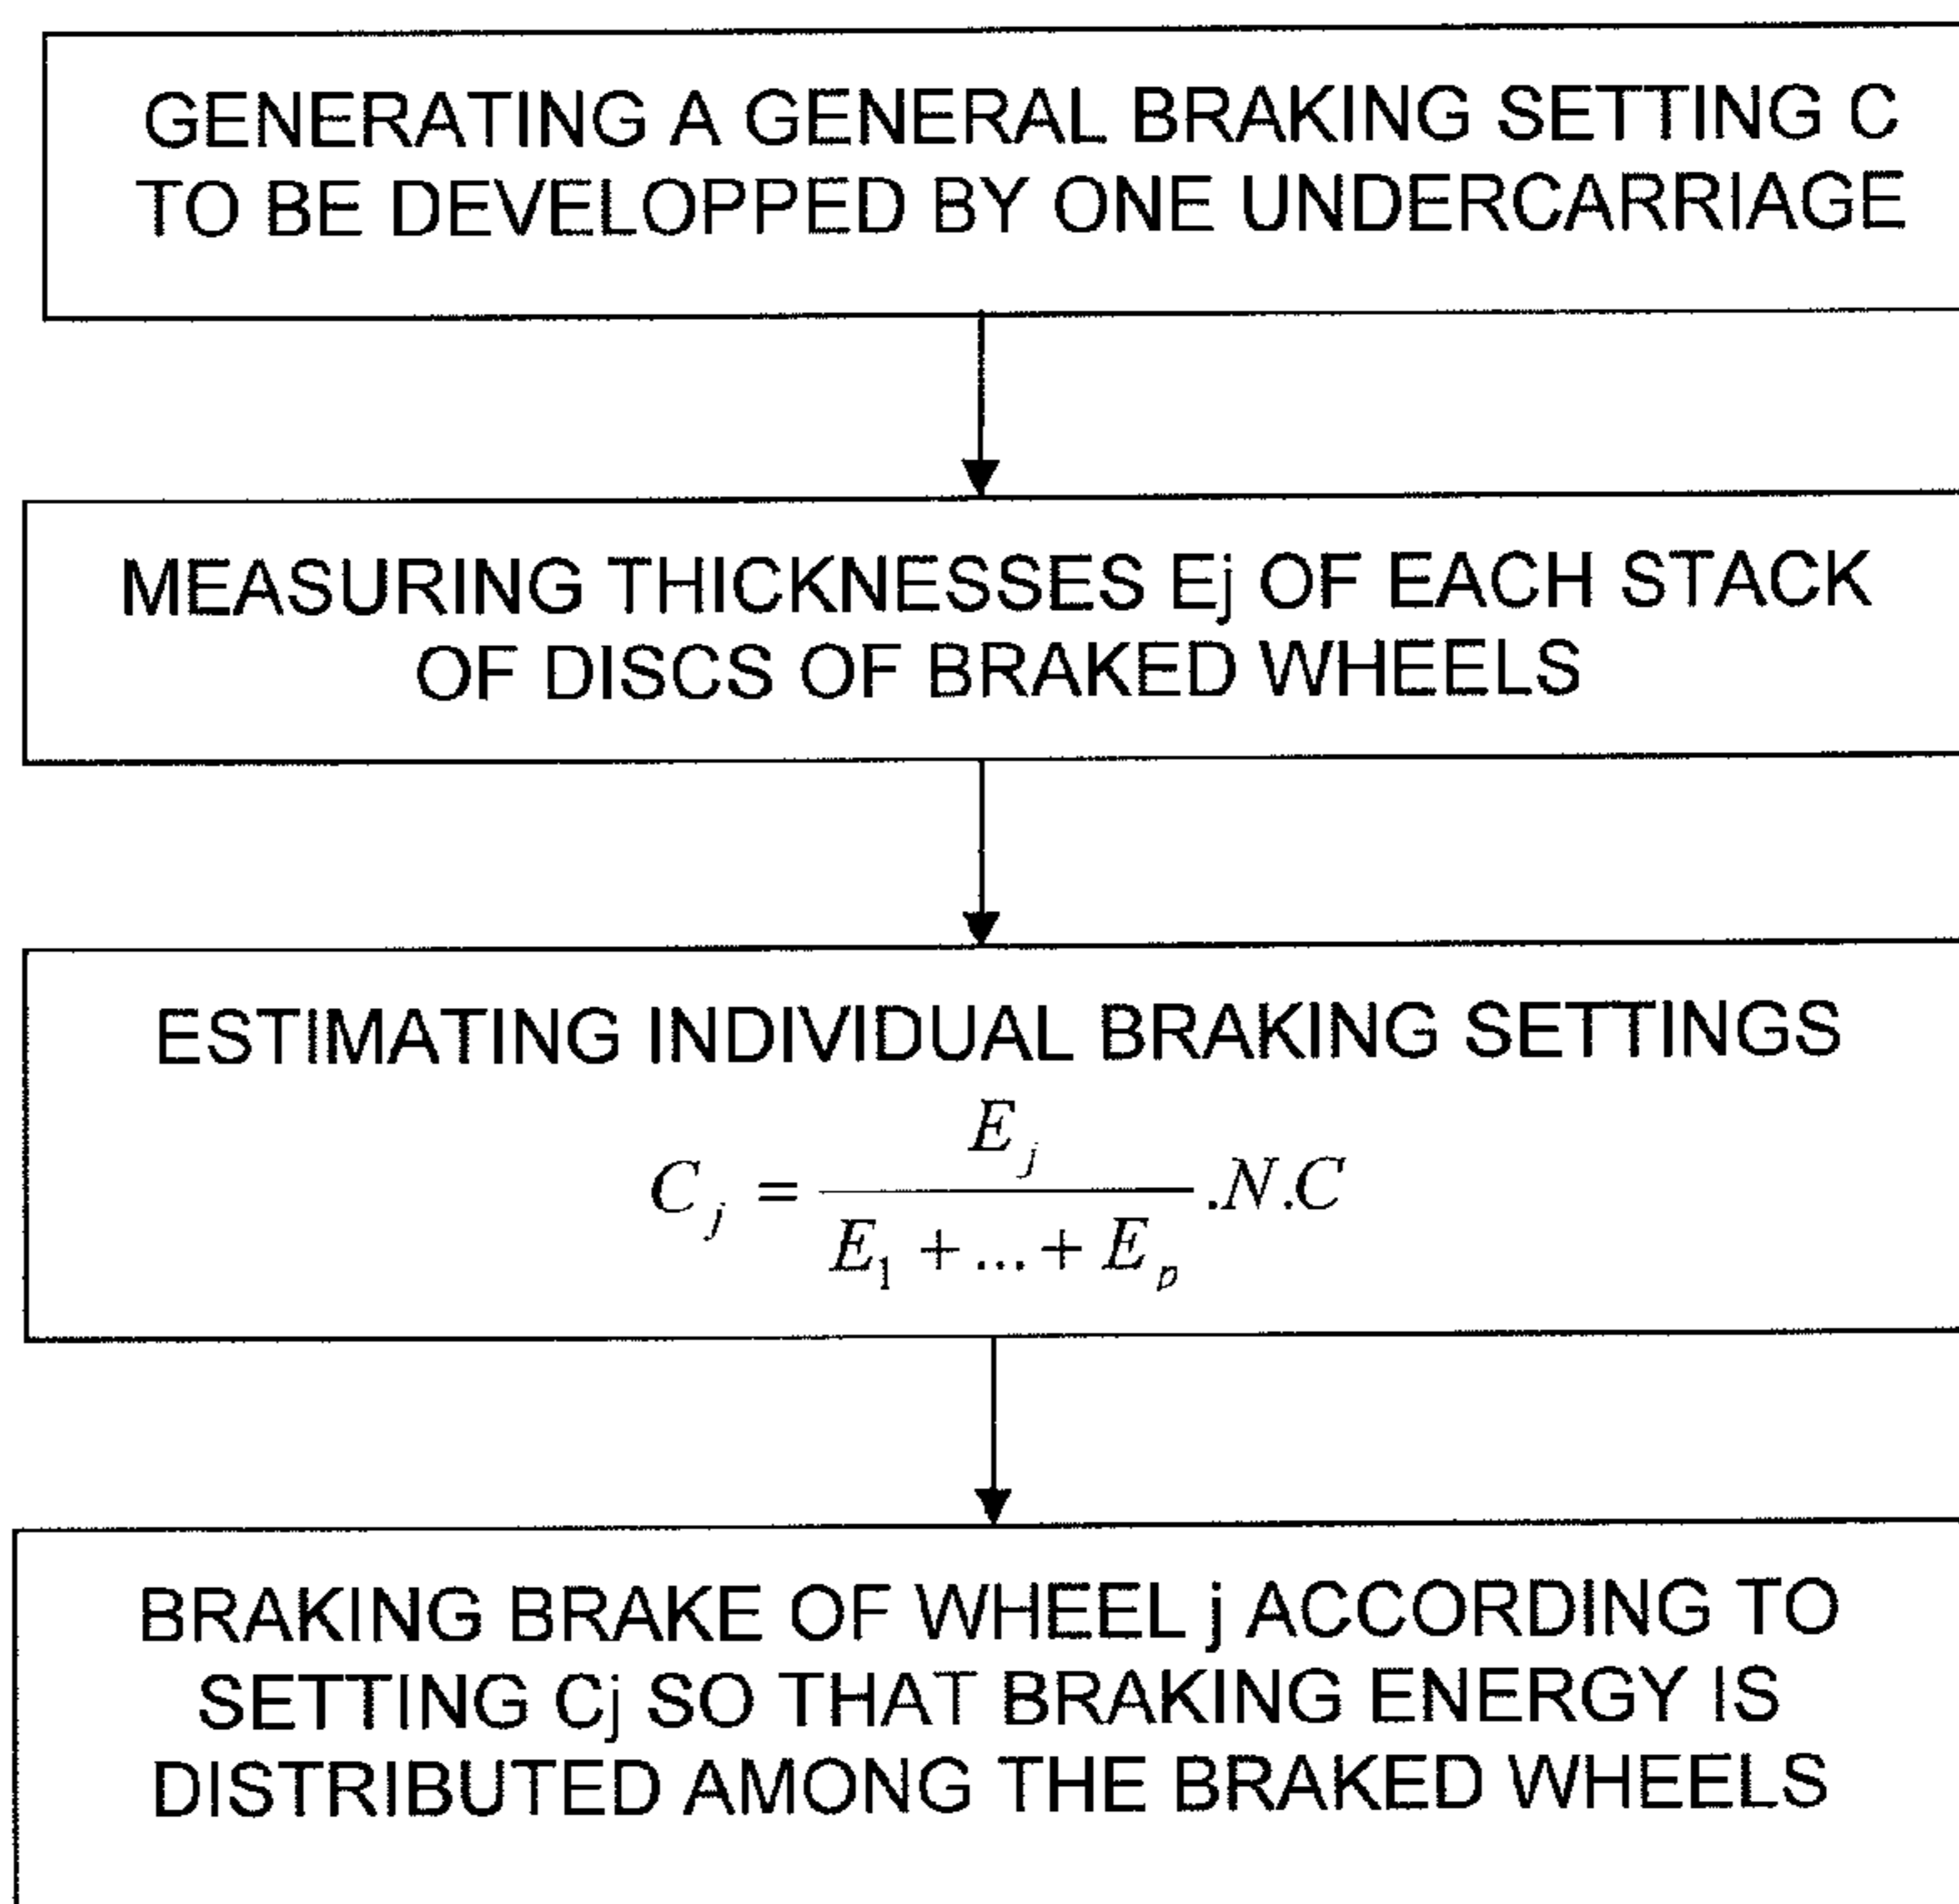 GENERATING A GENERAL BRAKING SETTING C
TO BE DEVELOPPED BY ONE UNDERCARRIAGE
MEASURING THICKNESSES Ej OF EACH STACK
OF DISCS OF BRAKED WHEELS
ESTIMATING INDIVIDUAL BRAKING SETTINGS
C_j = \frac{E_j}{E_1 + ... + E_p} .N.C
BRAKING BRAKE OF WHEEL j ACCORDING TO
SETTING Cj SO THAT BRAKING ENERGY IS
DISTRIBUTED AMONG THE BRAKED WHEELS